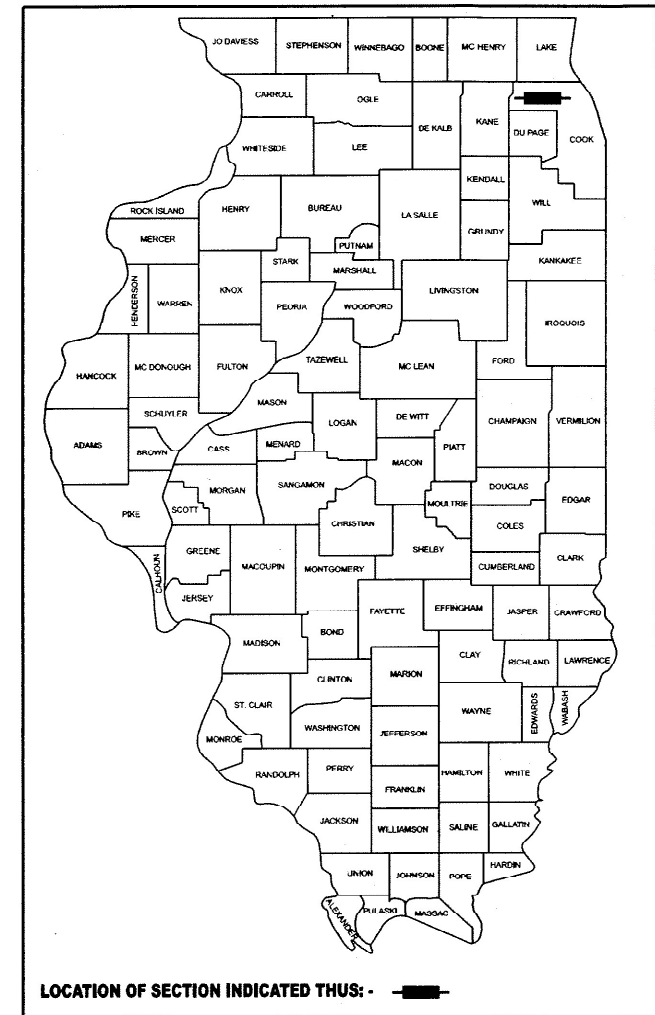 JO DAVIESS
STEPHENSON
WINNEBAGO
BOONE
MC HENRY
LAKE
CARROLL
OGLE
DE KALB
KANE
DU PAGE
COOK
WHITESIDE
LEE
KENDALL
WILL
ROCK ISLAND
HENRY
BUREAU
LA SALLE
GRUNDY
MERCER
PUTNAM
STARK
MARSHALL
KANKAKEE
HENDERSON
WARREN
KNOX
PEORIA
WOODFORD
LIVINGSTON
IROQUOIS
HANCOCK
MC DONOUGH
FULTON
TAZEWELL
MC LEAN
FORD
MASON
SCHUYLER
LOGAN
DE WITT
CHAMPAIGN
VERMILION
ADAMS
BROWN
CASS
MENARD
PIATT
MACON
MORGAN
SANGAMON
DOUGLAS
EDGAR
PIKE
SCOTT
CHRISTIAN
MOULTRIE
COLES
GREENE
SHELBY
CALHOUN
MACOUPIN
MONTGOMERY
CUMBERLAND
CLARK
JERSEY
FAYETTE
EFFINGHAM
JASPER
CRAWFORD
MADISON
BOND
CLAY
RICHLAND
LAWRENCE
CLINTON
MARION
ST. CLAIR
WAYNE
EDWARDS
WABASH
WASHINGTON
JEFFERSON
MONROE
RANDOLPH
PERRY
HAMILTON
WHITE
FRANKLIN
JACKSON
WILLIAMSON
SALINE
GALLATIN
UNION
JOHNSON
POPE
HARDIN
ALEXANDER
PULASKI
MASSAC
LOCATION OF SECTION INDICATED THUS: -